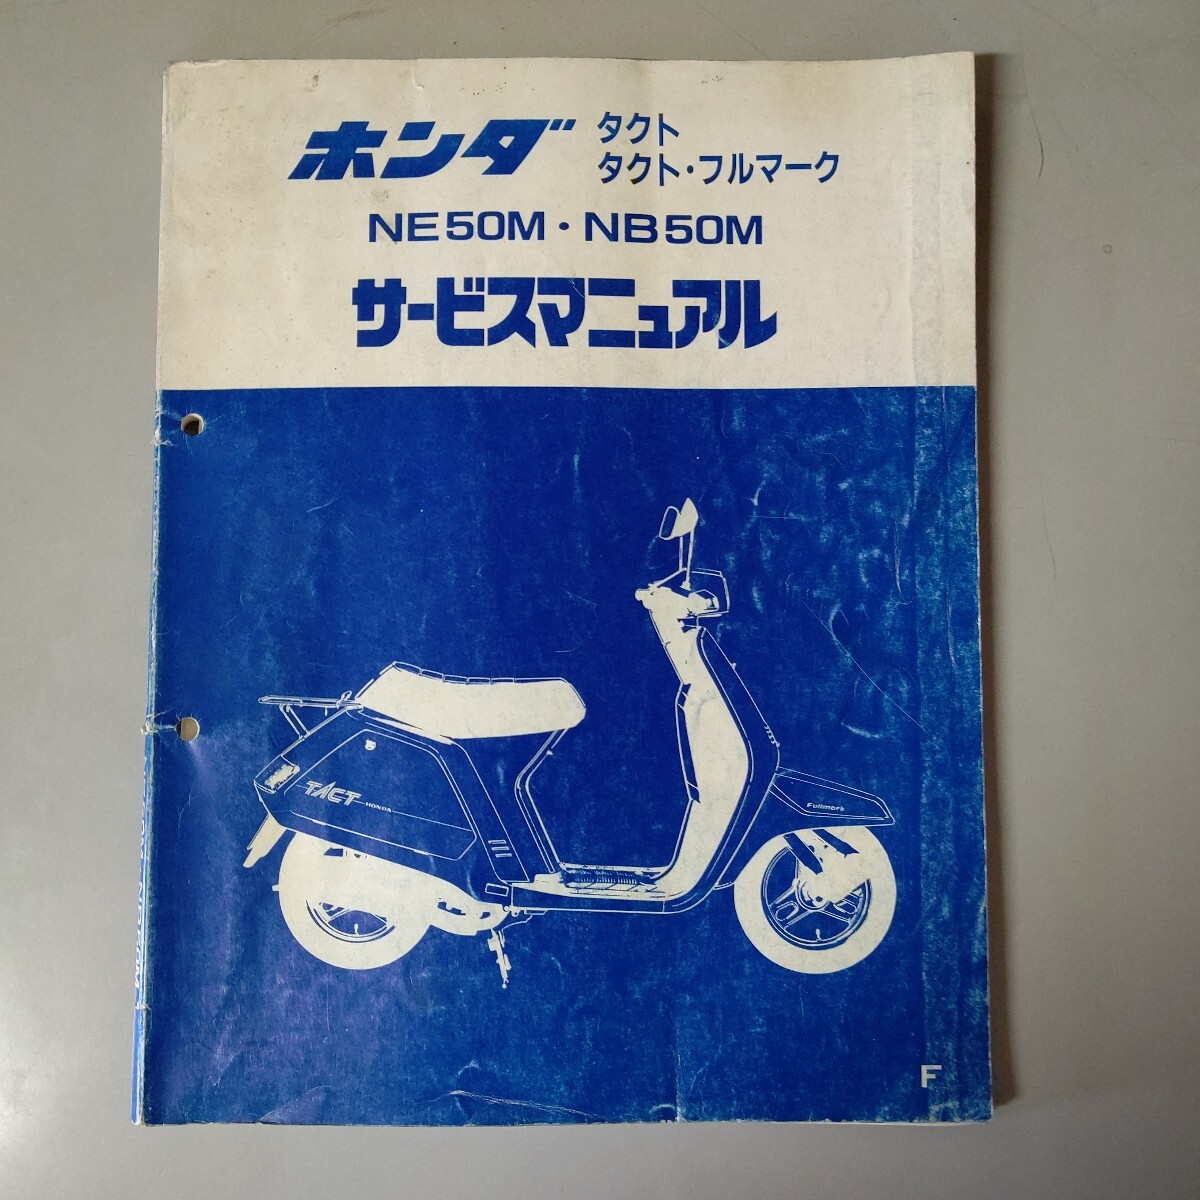 ホンダ タクト
タクト・フルマーク
NE50M・NB50M
サービスマニュアル
TACT HONDA
Fullmark
F